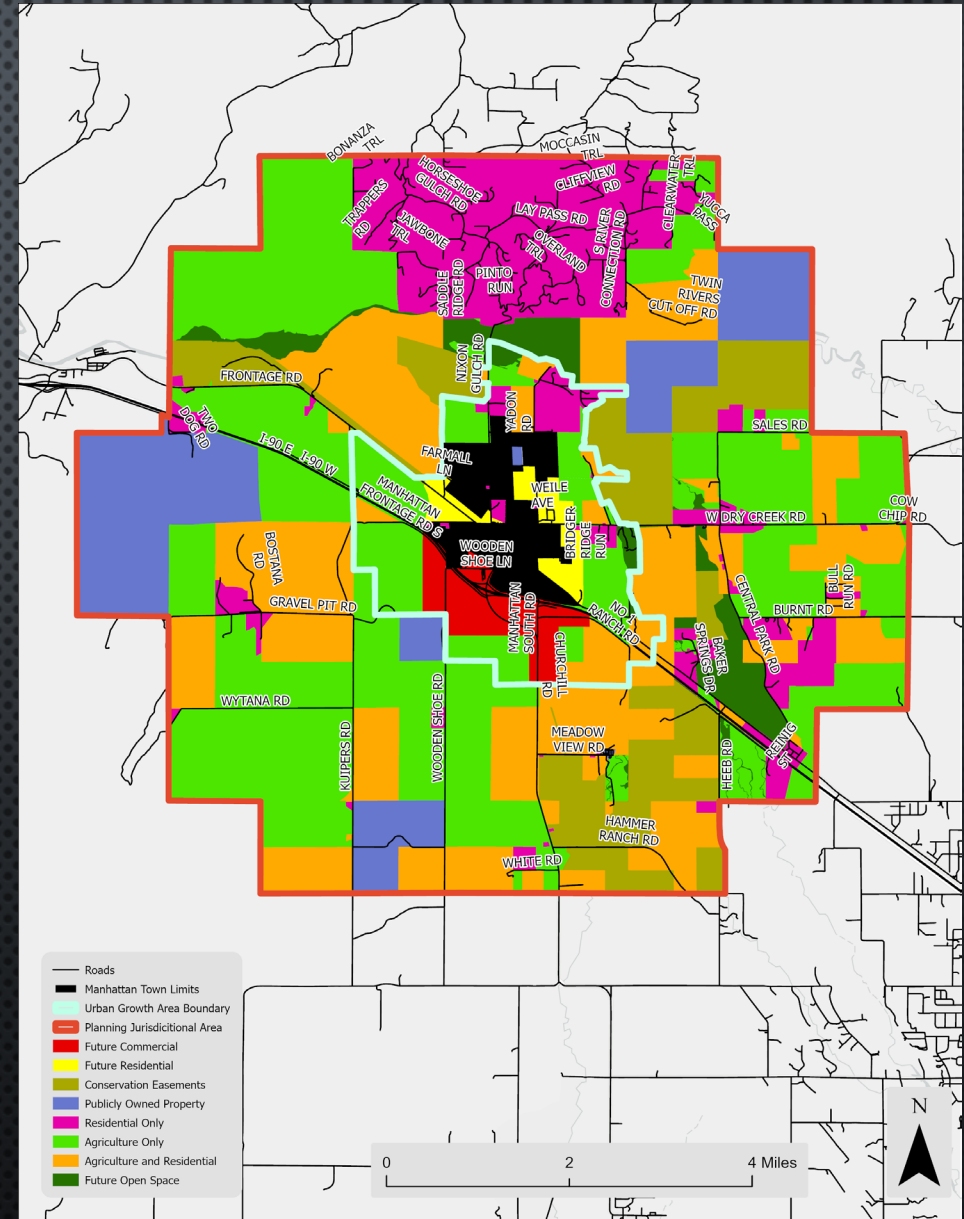 BONANZA
TRL
MOCCASIN
TRL
HORSESHOE
GULCH RD
CLIFFVIEW
RD
CLEARWATER
TRL
YUCCA
PASS
TRAPPERS
RD
JAWBONE
TRL
LAY PASS RD
OVERLAND
TRL
S RIVER
CONNECTION RD
SADDLE
RIDGE RD
PINTO
RUN
TWIN
RIVERS
CUT OFF RD
NIXON
GULCH RD
FRONTAGE RD
TWO
DOG RD
YADON
RD
SALES RD
I-90 E
I-90 W
FARMALL
LN
MANHATTAN
FRONTAGE RD S
WEILE
AVE
COW
CHIP RD
W DRY CREEK RD
BRIDGER
RIDGE
RUN
WOODEN
SHOE LN
BOSTANA
RD
GRAVEL PIT RD
BULL
RUN RD
CENTRAL PARK RD
BURNT RD
MANHATTAN
SOUTH RD
NO 1
RANCH RD
CHURCHILL
RD
BAKER
SPRINGS DR
WYTANA RD
KUIPERS RD
WOODEN SHOE RD
MEADOW
VIEW RD
HEEB RD
REINIG
ST
HAMMER
RANCH RD
WHITE RD
Roads
Manhattan Town Limits
Urban Growth Area Boundary
Planning Jurisdicitional Area
Future Commercial
Future Residential
Conservation Easements
Publicly Owned Property
Residential Only
Agriculture Only
Agriculture and Residential
Future Open Space
0 2 4 Miles
N